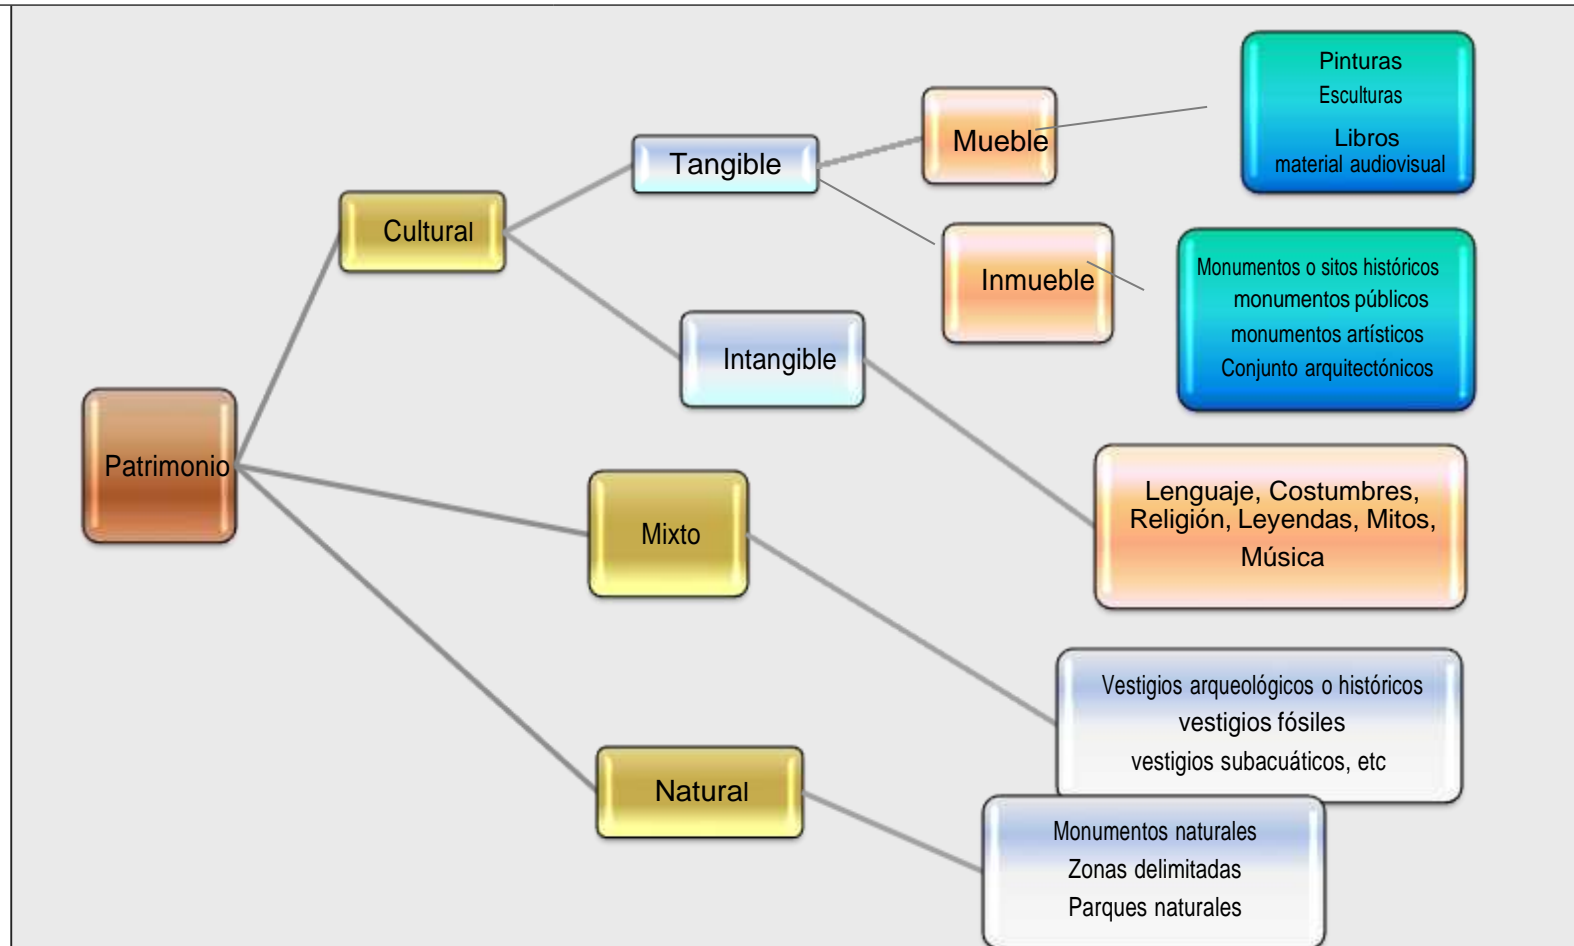 Patrimonio
Cultural
Tangible
Mueble
Pinturas
Esculturas
Libros
material audiovisual
Inmueble
Monumentos o sitos históricos
monumentos públicos
monumentos artísticos
Conjunto arquitectónicos
Intangible
Lenguaje, Costumbres,
Religión, Leyendas, Mitos,
Música
Mixto
Vestigios arqueológicos o históricos
vestigios fósiles
vestigios subacuáticos, etc
Natural
Monumentos naturales
Zonas delimitadas
Parques naturales